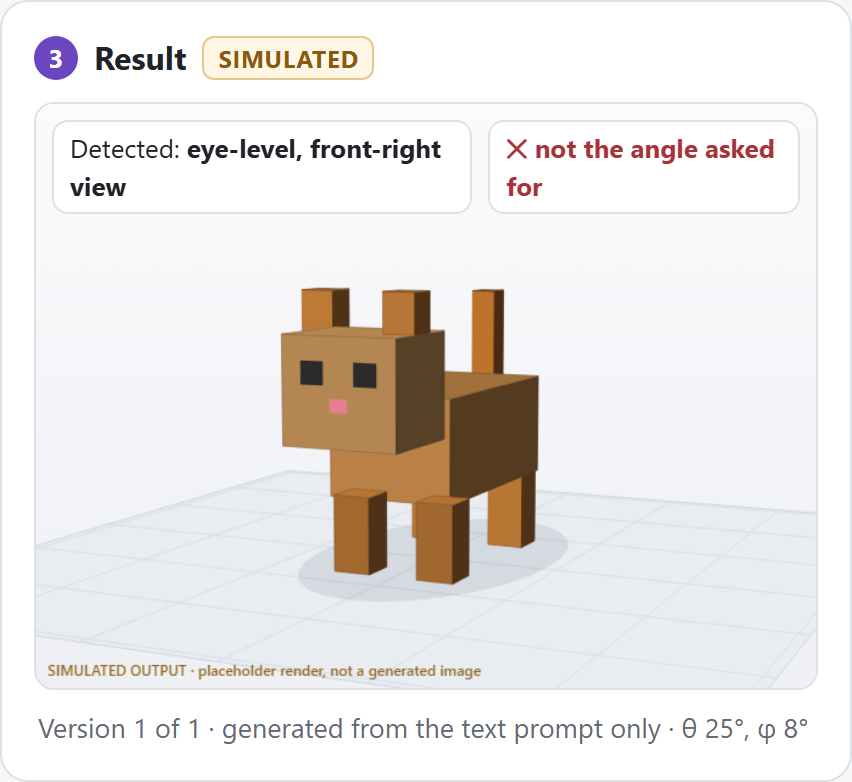 3 Result SIMULATED
Detected: eye-level, front-right
view
✕ not the angle asked
for
SIMULATED OUTPUT · placeholder render, not a generated image
Version 1 of 1 · generated from the text prompt only · θ 25°, φ 8°